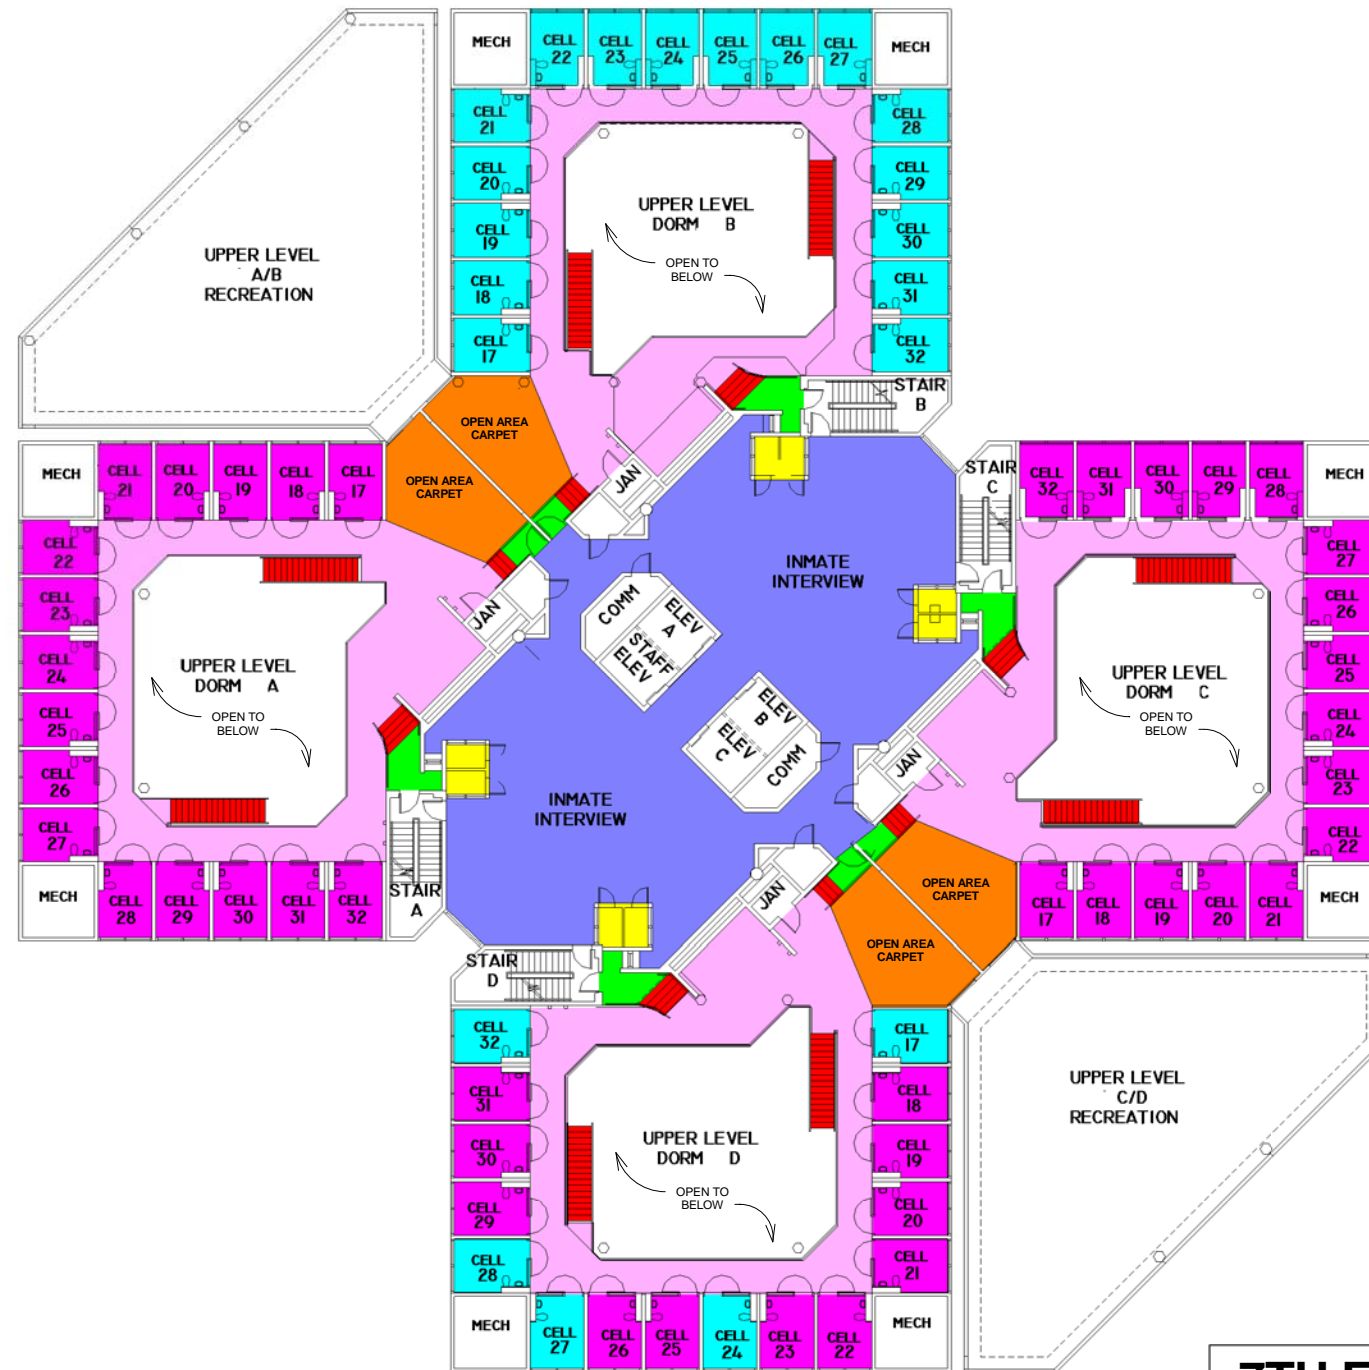 MECH
CELL
22
CELL
23
CELL
24
CELL
25
CELL
26
CELL
27
MECH
CELL
21
CELL
20
CELL
19
CELL
18
CELL
17
CELL
28
CELL
29
CELL
30
CELL
31
CELL
32
UPPER LEVEL
DORM B
OPEN TO
BELOW
UPPER LEVEL
A/B
RECREATION
STAIR
B
OPEN AREA
CARPET
OPEN AREA
CARPET
JAN
JAN
MECH
CELL
21
CELL
20
CELL
19
CELL
18
CELL
17
CELL
22
CELL
23
CELL
24
CELL
25
CELL
26
CELL
27
MECH
CELL
28
CELL
29
CELL
30
CELL
31
CELL
32
UPPER LEVEL
DORM A
OPEN TO
BELOW
STAIR
A
INMATE
INTERVIEW
COMM
ELEV
A
STAFF
ELEV
ELEV
B
ELEV
C
COMM
INMATE
INTERVIEW
STAIR
C
CELL
32
CELL
31
CELL
30
CELL
29
CELL
28
MECH
CELL
27
CELL
26
CELL
25
CELL
24
CELL
23
CELL
22
UPPER LEVEL
DORM C
OPEN TO
BELOW
CELL
17
CELL
18
CELL
19
CELL
20
CELL
21
MECH
JAN
JAN
OPEN AREA
CARPET
OPEN AREA
CARPET
STAIR
D
CELL
32
CELL
31
CELL
30
CELL
29
CELL
28
UPPER LEVEL
DORM D
OPEN TO
BELOW
CELL
17
CELL
18
CELL
19
CELL
20
CELL
21
MECH
CELL
27
CELL
26
CELL
25
CELL
24
CELL
23
CELL
22
MECH
UPPER LEVEL
C/D
RECREATION